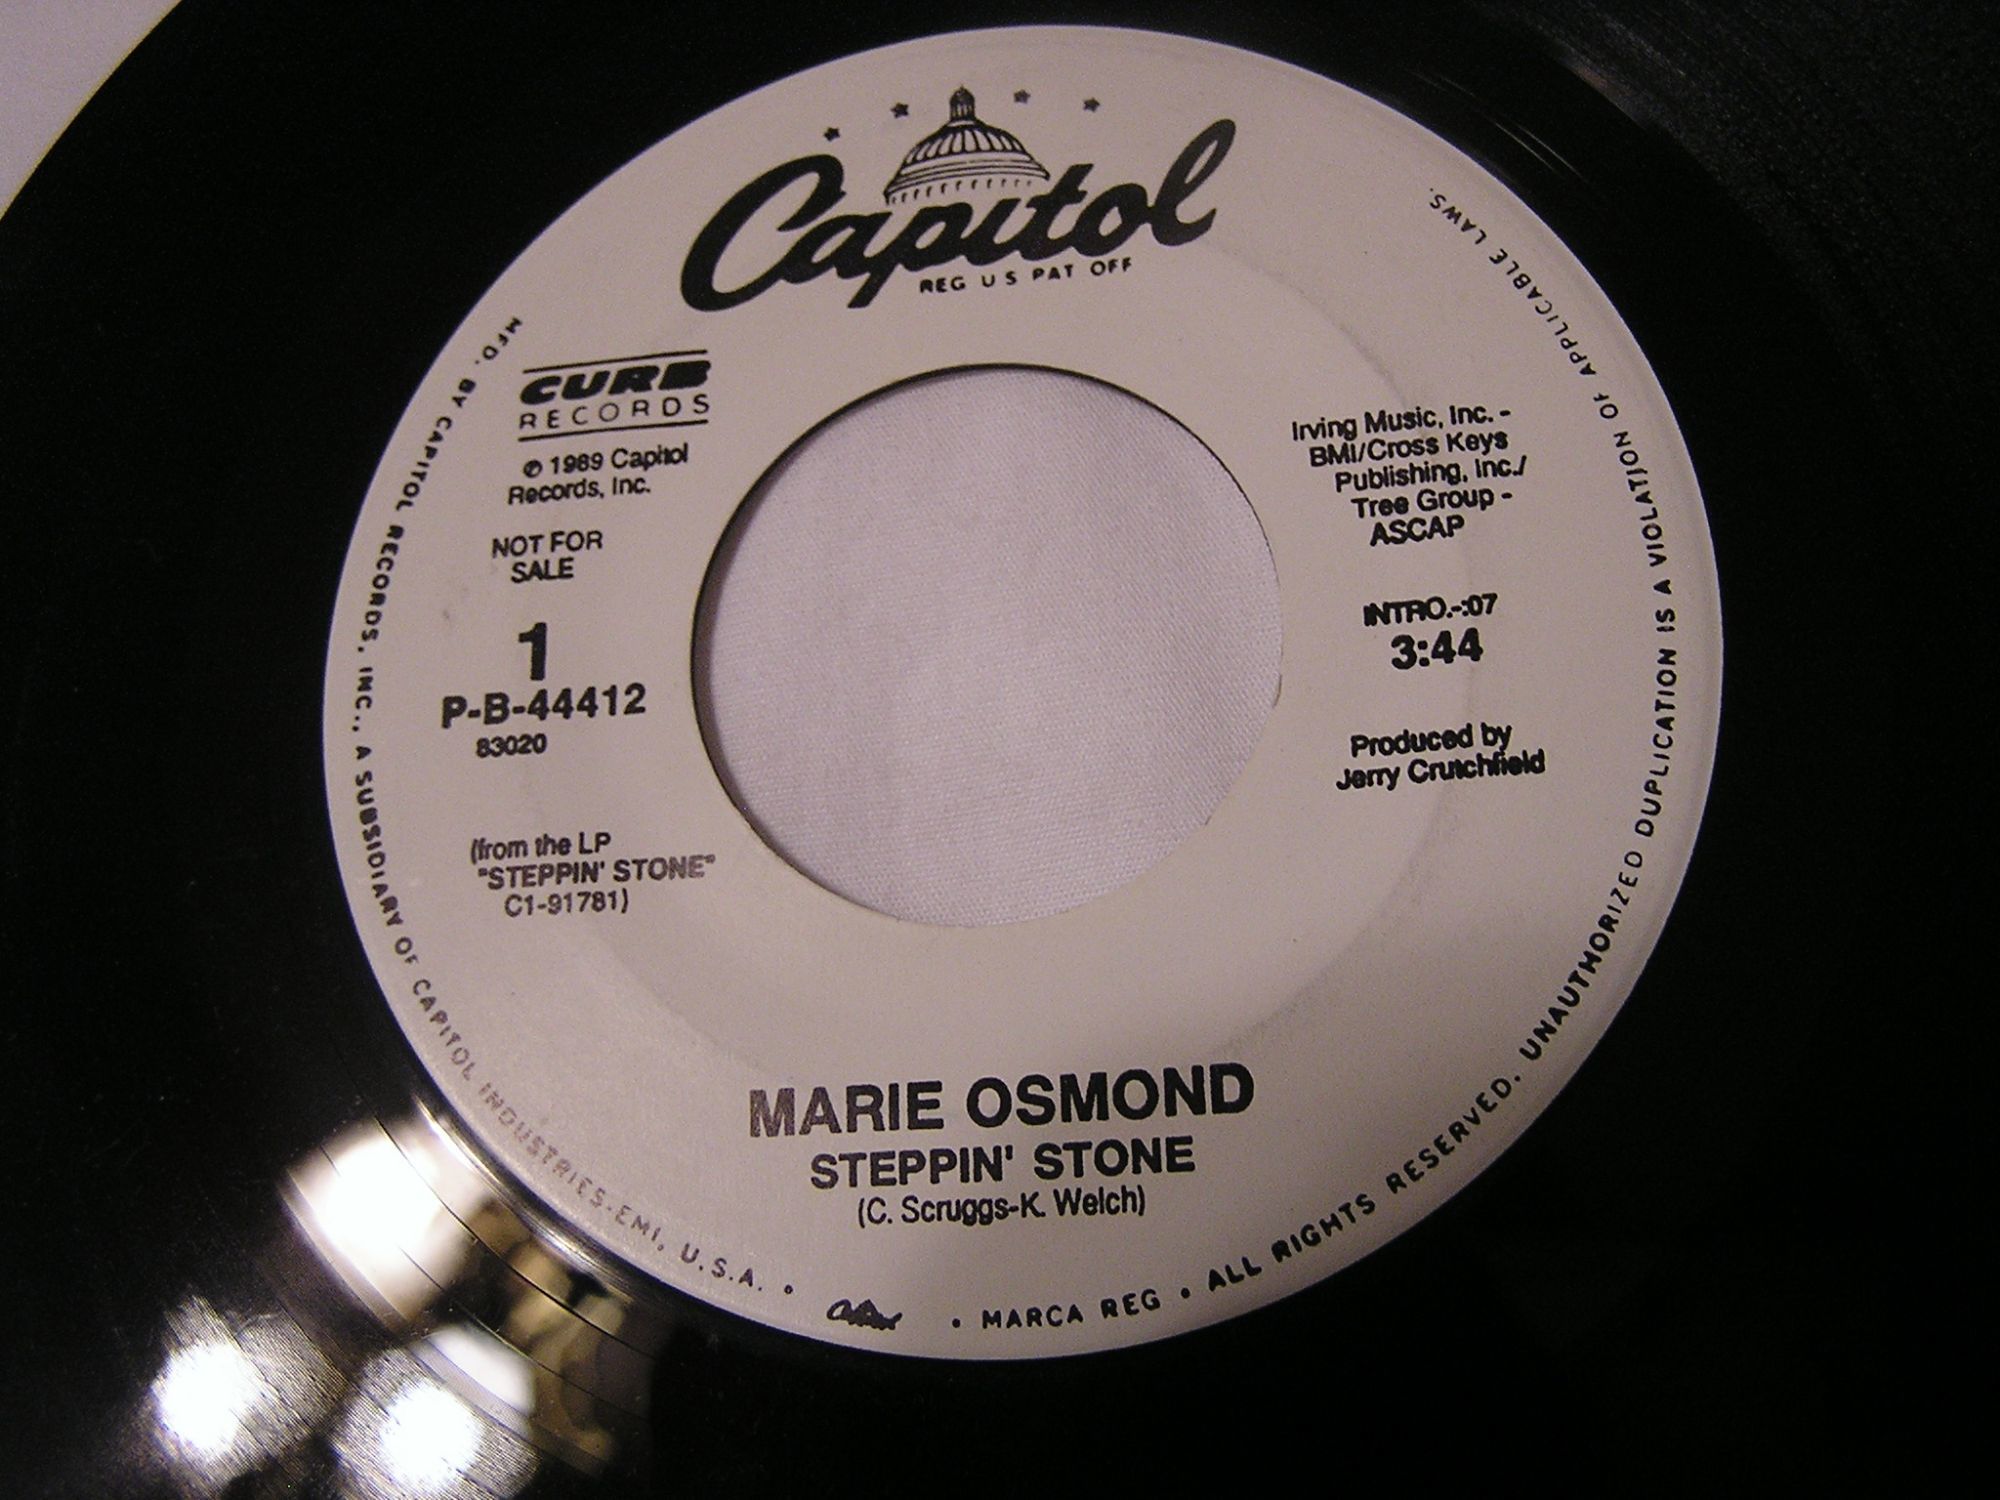 Capitol
REG US PAT OFF
CURB
RECORDS
℗ 1989 Capitol
Records, Inc.
NOT FOR
SALE
1
P-B-44412
83020
(from the LP
"STEPPIN' STONE"
C1-91781)
Irving Music, Inc. -
BMI/Cross Keys
Publishing, Inc./
Tree Group -
ASCAP
INTRO.-:07
3:44
Produced by
Jerry Crutchfield
MARIE OSMOND
STEPPIN' STONE
(C. Scruggs-K. Welch)
MFD. BY CAPITOL RECORDS, INC., A SUBSIDIARY OF CAPITOL INDUSTRIES-EMI, U.S.A. • Capitol • MARCA REG • ALL RIGHTS RESERVED. UNAUTHORIZED DUPLICATION IS A VIOLATION OF APPLICABLE LAWS.